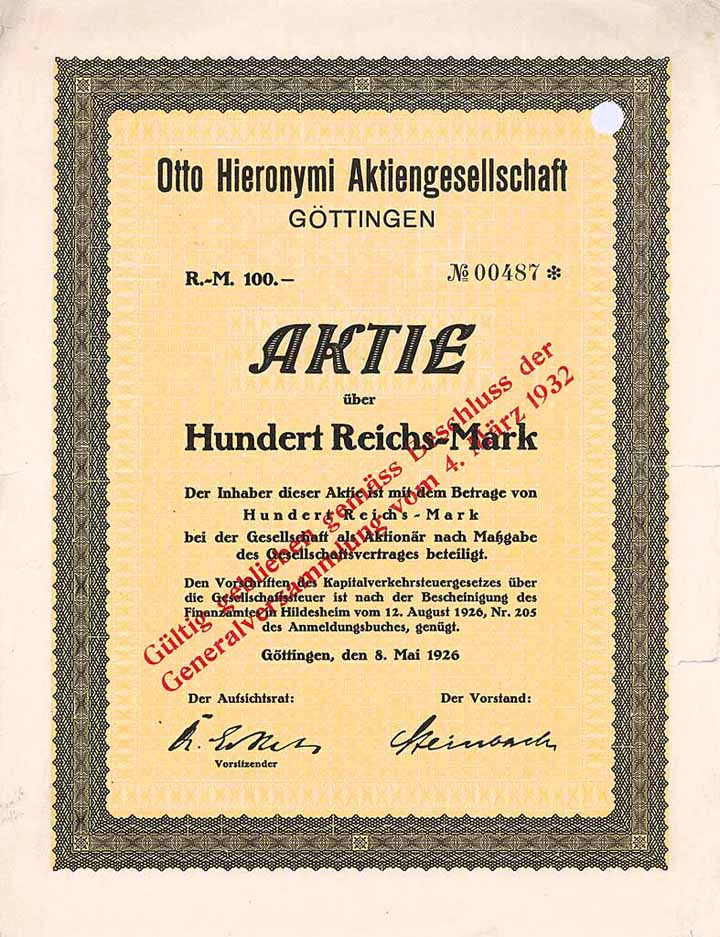 Otto Hieronymi Aktiengesellschaft
GÖTTINGEN
R.-M. 100.—
№ 00487 *
AKTIE
über
Hundert Reichs-Mark
Der Inhaber dieser Aktie ist mit dem Betrage von
Hundert Reichs-Mark
bei der Gesellschaft als Aktionär nach Maßgabe
des Gesellschaftsvertrages beteiligt.
Den Vorschriften des Kapitalverkehrsteuergesetzes über
die Gesellschaftssteuer ist nach der Bescheinigung des
Finanzamtes in Hildesheim vom 12. August 1926, Nr. 205
des Anmeldungsbuches, genügt.
Göttingen, den 8. Mai 1926
Gültig geblieben gemäss Beschluss der
Generalversammlung vom 4. März 1932
Der Aufsichtsrat:
Der Vorstand:
Steinbach
Vorsitzender